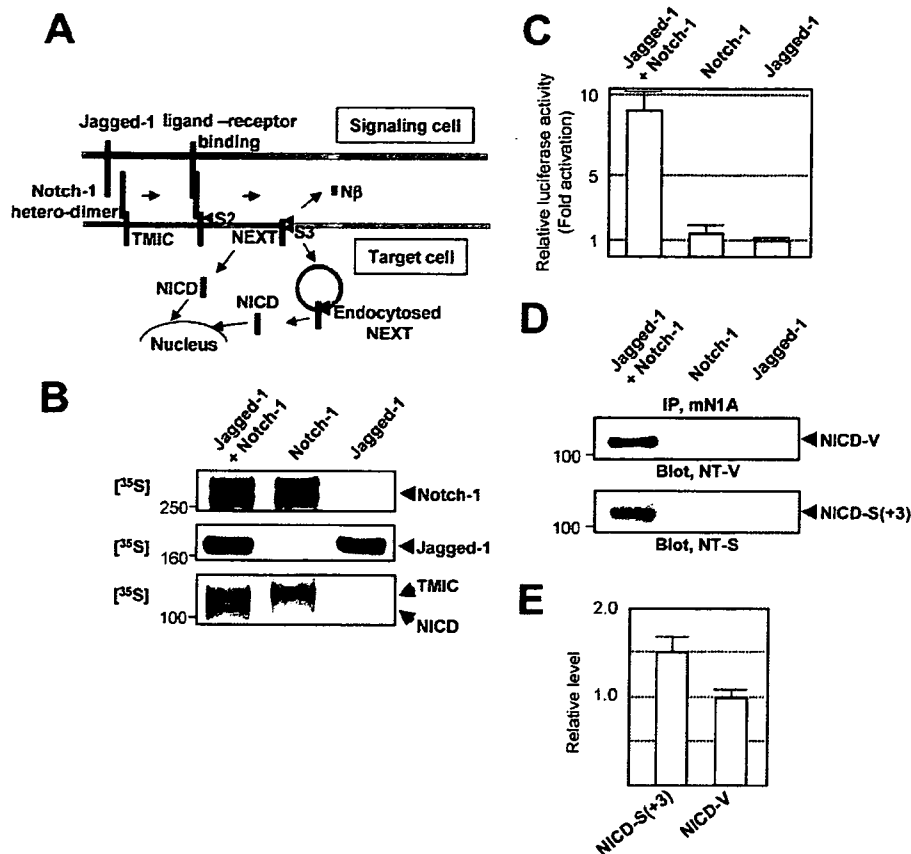 A
Jagged-1 ligand –receptor
binding
Signaling cell
Notch-1
hetero-dimer
TMIC
S2
NEXT
S3
Nβ
Target cell
NICD
NICD
Endocytosed
NEXT
Nucleus
B
Jagged-1
+ Notch-1
Notch-1
Jagged-1
[35S]
250
Notch-1
[35S]
160
Jagged-1
[35S]
100
TMIC
NICD
C
Jagged-1
+ Notch-1
Notch-1
Jagged-1
Relative luciferase activity
(Fold activation)
10
5
1
D
Jagged-1
+ Notch-1
Notch-1
Jagged-1
IP, mN1A
100
NICD-V
Blot, NT-V
100
NICD-S(+3)
Blot, NT-S
E
Relative level
2.0
1.0
NICD-S(+3)
NICD-V